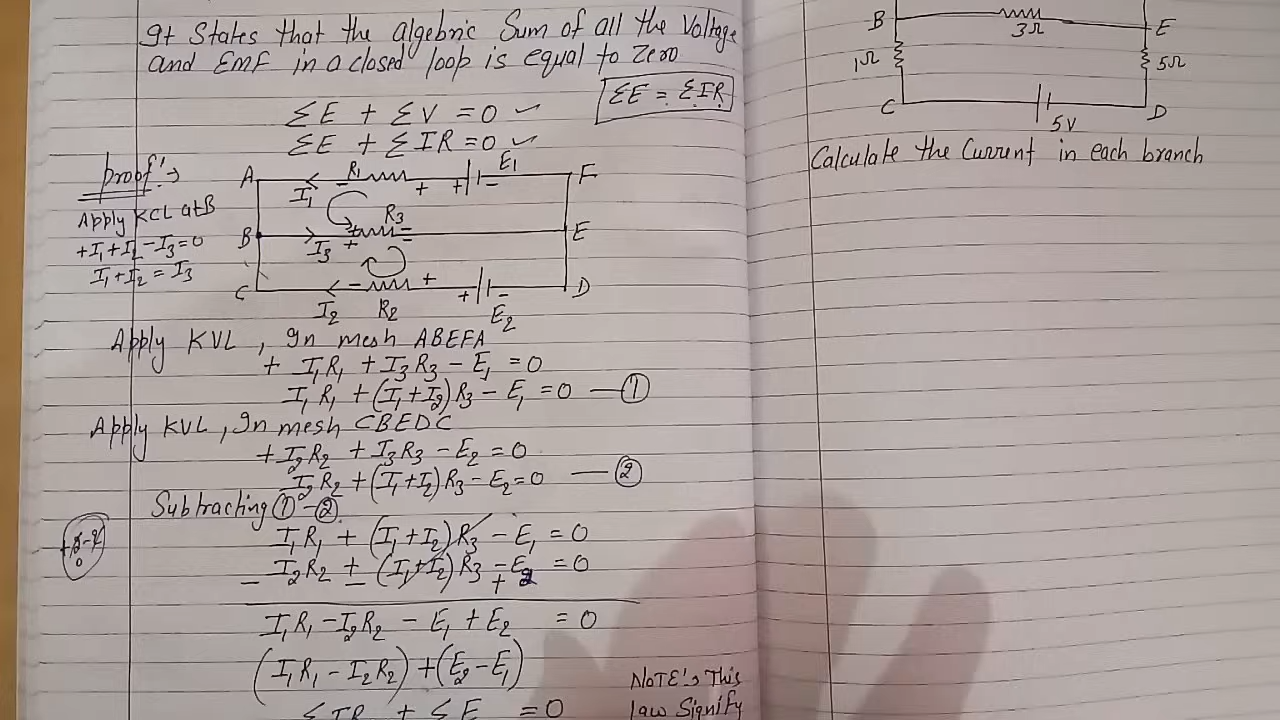 It States that the algebric Sum of all the Voltage
and EMF in a closed loop is equal to Zero
ΣE + ΣV = 0
ΣE = ΣIR
ΣE + ΣIR = 0
proof:→
Apply KCL at B
+I₁+I₂-I₃=0
I₁+I₂ = I₃
A I₁ - R₁ + + - E₁ F
B I₃ + R₃ - E
C I₂ - R₂ + + - E₂ D
Apply KVL, In mesh ABEFA
+ I₁R₁ + I₃R₃ - E₁ = 0
I₁R₁ + (I₁+I₂)R₃ - E₁ = 0 — ①
Apply KVL, In mesh CBEDC
+ I₂R₂ + I₃R₃ - E₂ = 0
I₂R₂ + (I₁+I₂)R₃ - E₂ = 0 — ②
Subtracting ① - ②
I₁R₁ + (I₁+I₂)R₃ - E₁ = 0
- I₂R₂ ± (I₁+I₂)R₃ - E₂ = 0
+
I₁R₁ - I₂R₂ - E₁ + E₂ = 0
(I₁R₁ - I₂R₂) + (E₂ - E₁)
ΣIR + ΣE = 0
NOTE:→ This
law Signify
B 3Ω E
1Ω 5Ω
C 5V D
Calculate the Current in each branch